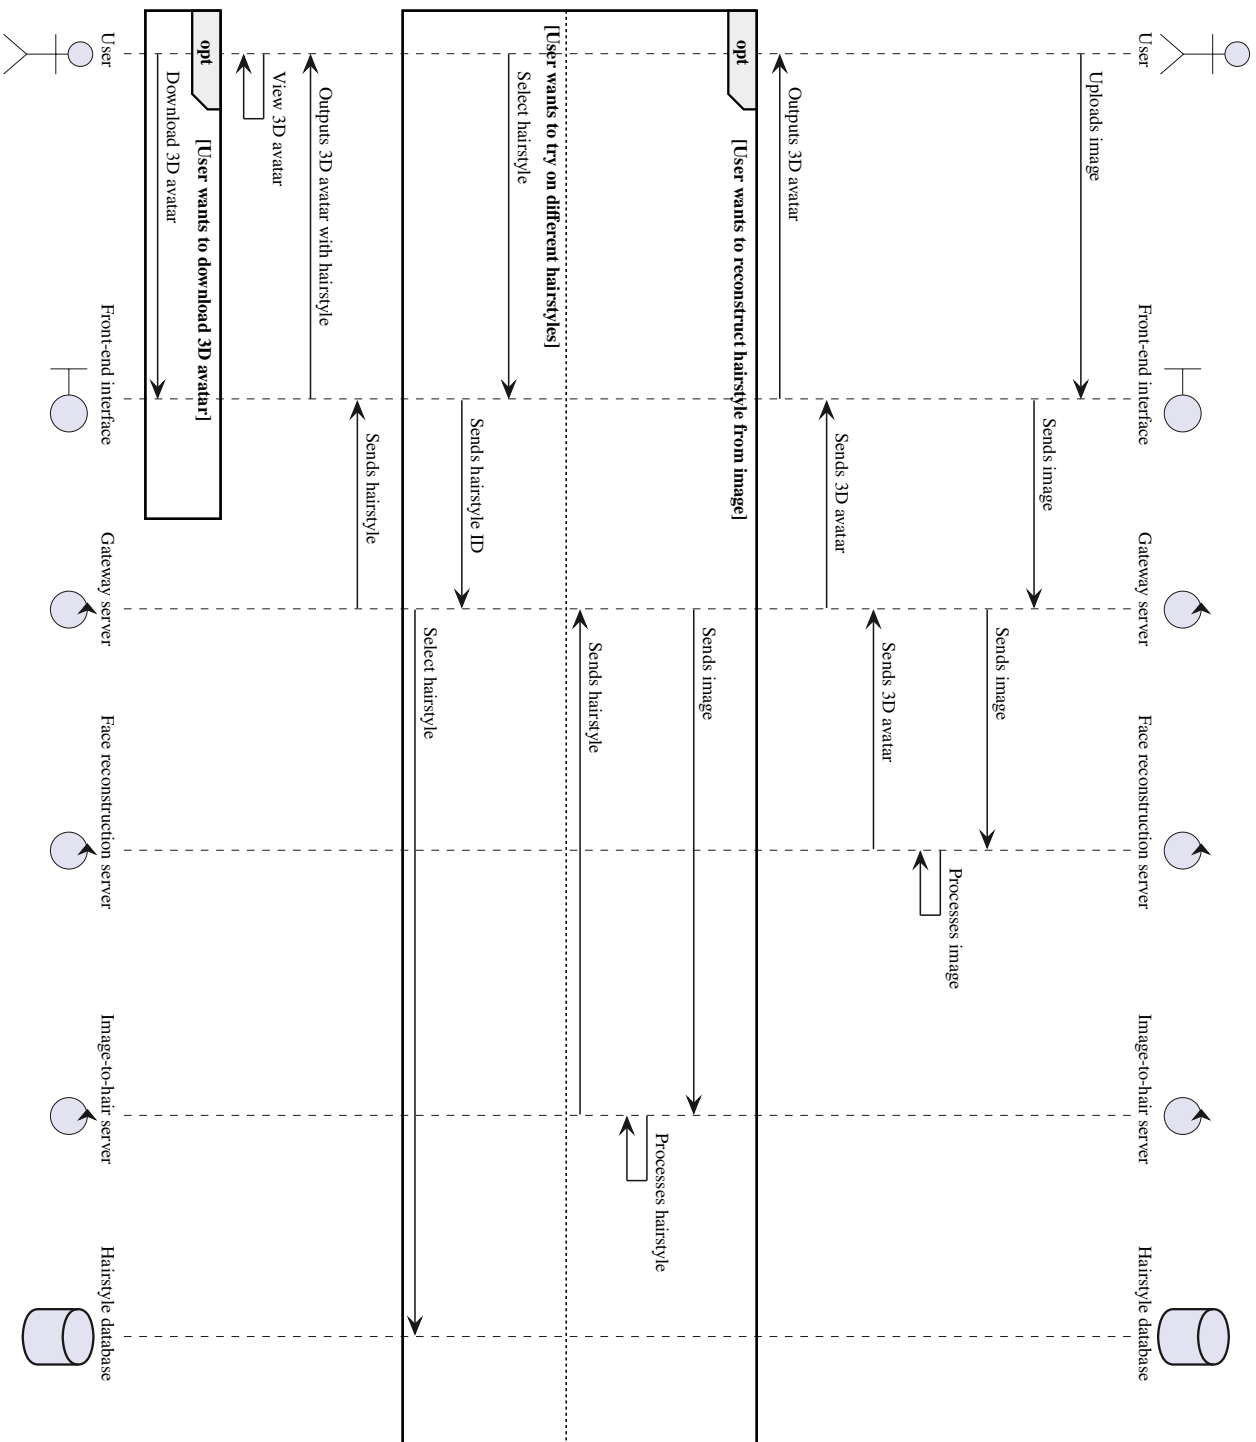 User
Front-end interface
Gateway server
Face reconstruction server
Image-to-hair server
Hairstyle database
Uploads image
Sends image
Sends image
Processes image
Sends 3D avatar
Sends 3D avatar
Outputs 3D avatar
opt
[User wants to reconstruct hairstyle from image]
Sends image
Processes hairstyle
Sends hairstyle
[User wants to try on different hairstyles]
Select hairstyle
Sends hairstyle ID
Select hairstyle
Sends hairstyle
Outputs 3D avatar with hairstyle
View 3D avatar
opt
[User wants to download 3D avatar]
Download 3D avatar
User
Front-end interface
Gateway server
Face reconstruction server
Image-to-hair server
Hairstyle database